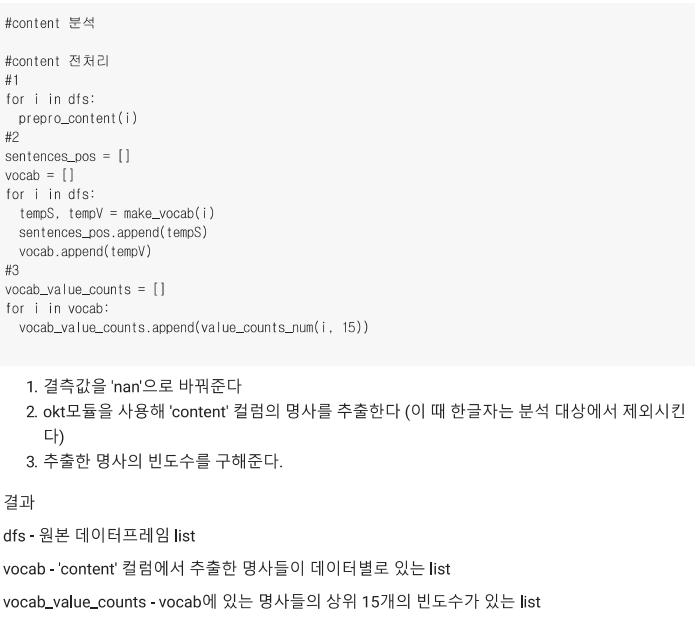 #content 분석
#content 전처리
#1
for i in dfs:
prepro_content(i)
#2
sentences_pos = []
vocab = []
for i in dfs:
tempS, tempV = make_vocab(i)
sentences_pos.append(tempS)
vocab.append(tempV)
#3
vocab_value_counts = []
for i in vocab:
vocab_value_counts.append(value_counts_num(i, 15))
1. 결측값을 'nan'으로 바꿔준다
2. okt모듈을 사용해 'content' 컬럼의 명사를 추출한다 (이 때 한글자는 분석 대상에서 제외시킨
다)
3. 추출한 명사의 빈도수를 구해준다.
결과
dfs - 원본 데이터프레임 list
vocab - 'content' 컬럼에서 추출한 명사들이 데이터별로 있는 list
vocab_value_counts - vocab에 있는 명사들의 상위 15개의 빈도수가 있는 list